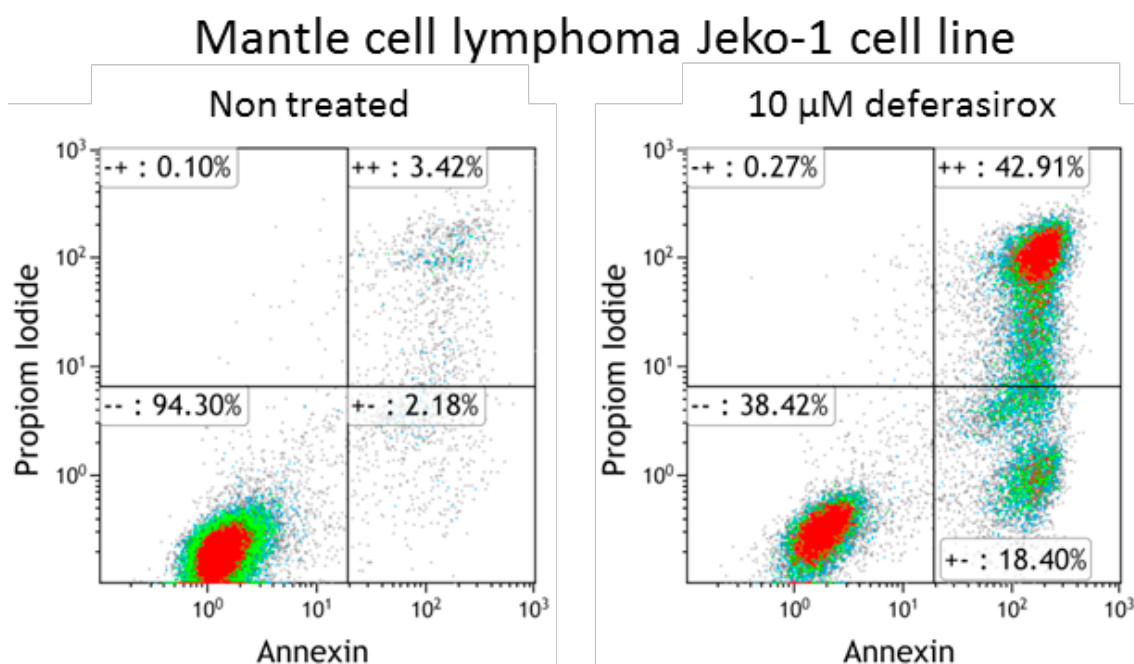 Mantle cell lymphoma Jeko-1 cell line
Non treated
10³
-+ : 0.10%
++ : 3.42%
10²
10¹
-- : 94.30%
+- : 2.18%
10⁰
10⁰ 10¹ 10² 10³
Propiom Iodide
Annexin
10 µM deferasirox
10³
-+ : 0.27%
++ : 42.91%
10²
10¹
-- : 38.42%
10⁰
+- : 18.40%
10⁰ 10¹ 10² 10³
Propiom Iodide
Annexin